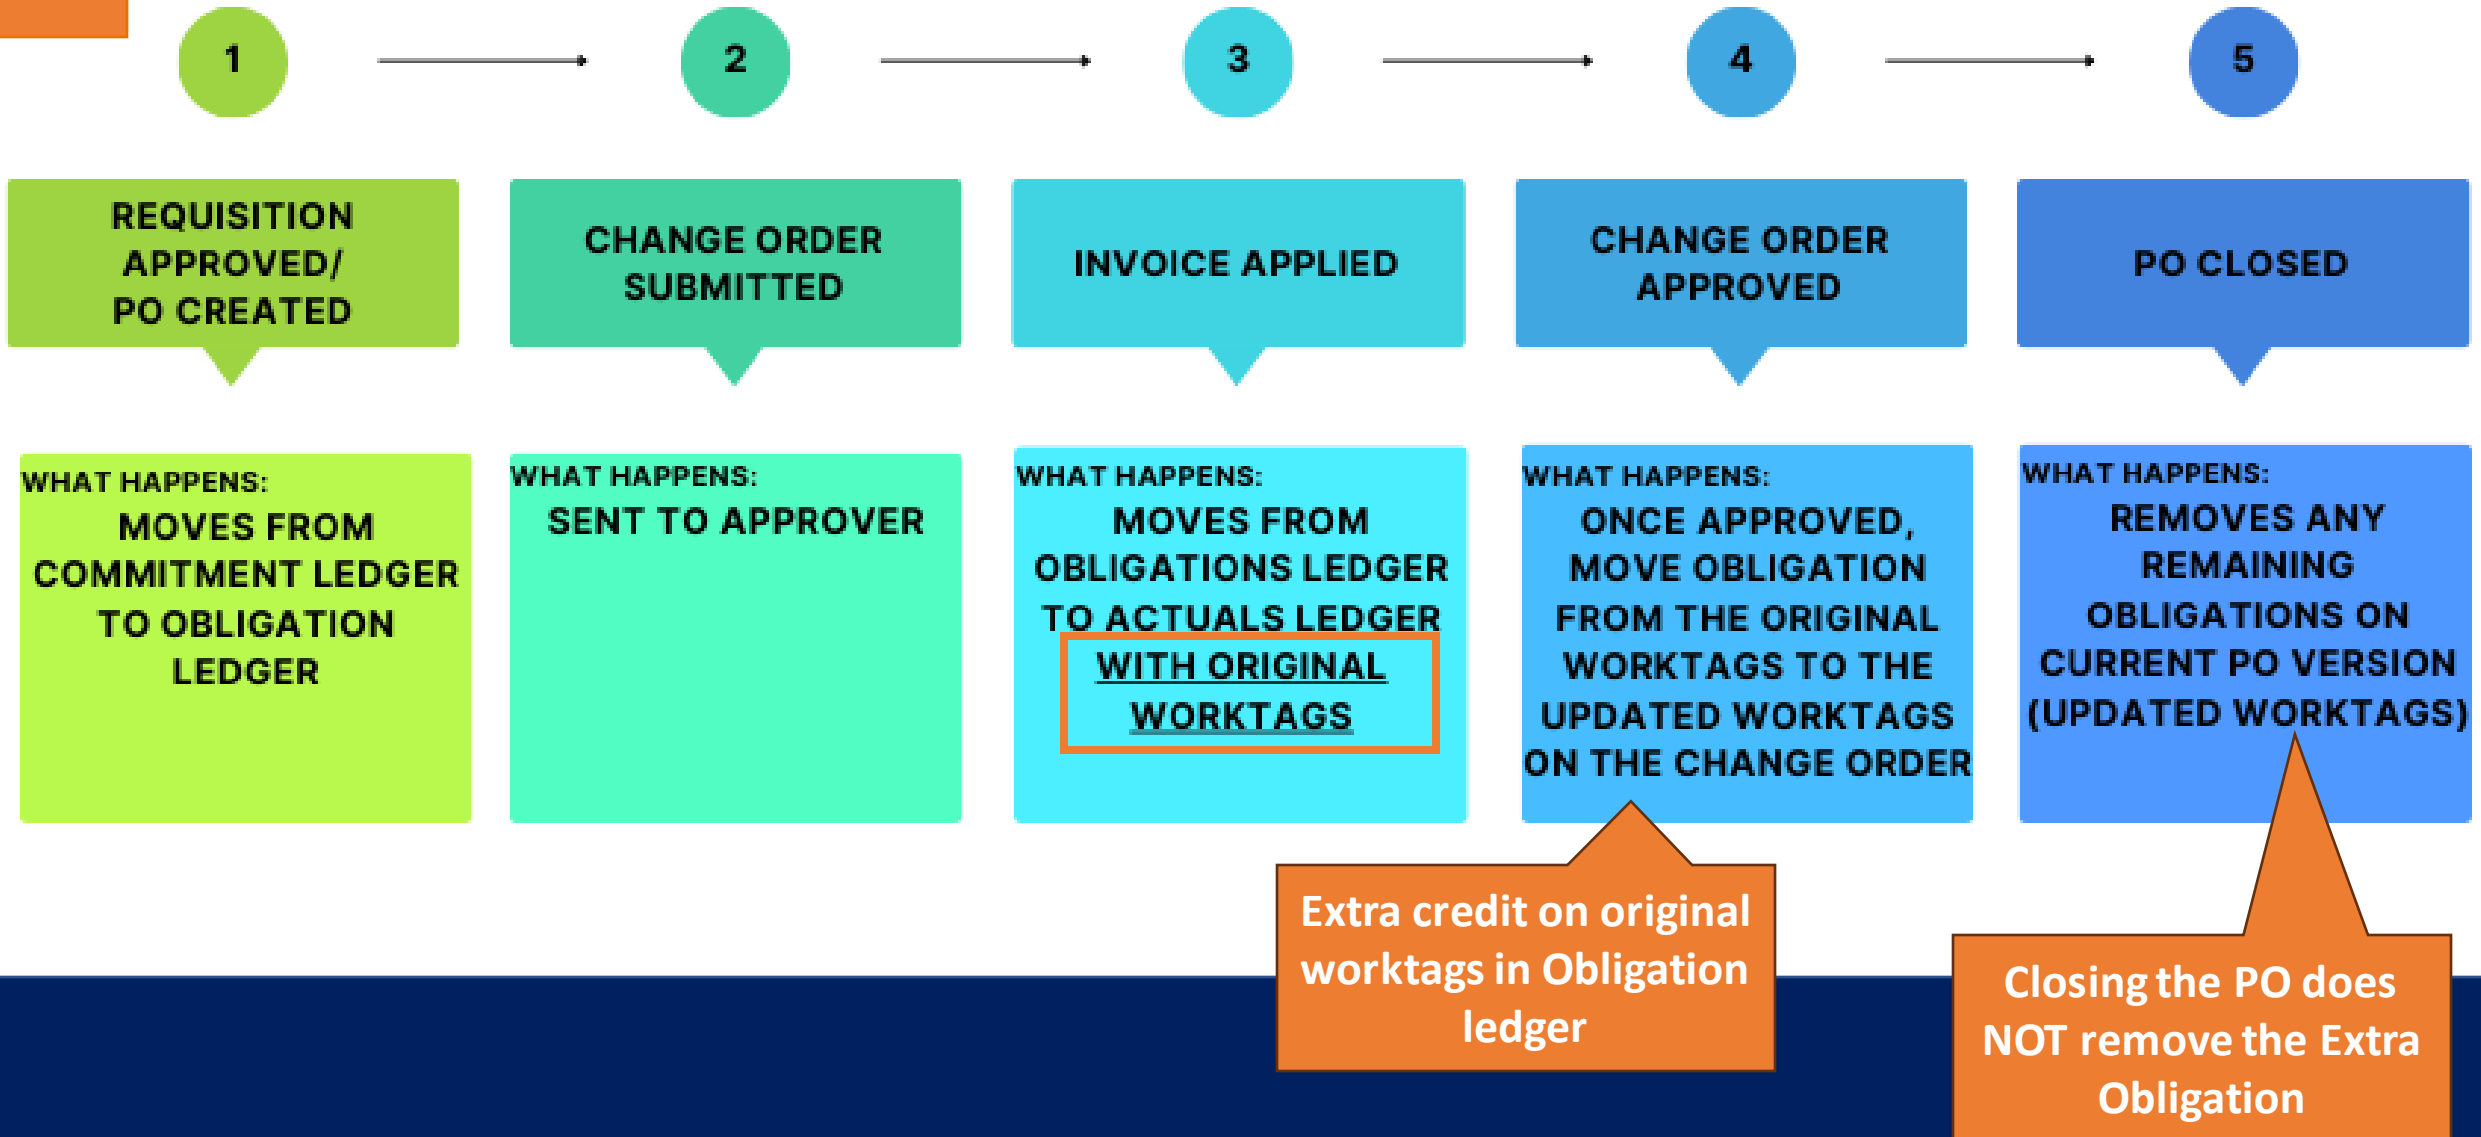 1
2
3
4
5
REQUISITION
APPROVED/
PO CREATED
CHANGE ORDER
SUBMITTED
INVOICE APPLIED
CHANGE ORDER
APPROVED
PO CLOSED
WHAT HAPPENS:
MOVES FROM
COMMITMENT LEDGER
TO OBLIGATION
LEDGER
WHAT HAPPENS:
SENT TO APPROVER
WHAT HAPPENS:
MOVES FROM
OBLIGATIONS LEDGER
TO ACTUALS LEDGER
WITH ORIGINAL
WORKTAGS
WHAT HAPPENS:
ONCE APPROVED,
MOVE OBLIGATION
FROM THE ORIGINAL
WORKTAGS TO THE
UPDATED WORKTAGS
ON THE CHANGE ORDER
WHAT HAPPENS:
REMOVES ANY
REMAINING
OBLIGATIONS ON
CURRENT PO VERSION
(UPDATED WORKTAGS)
Extra credit on original
worktags in Obligation
ledger
Closing the PO does
NOT remove the Extra
Obligation